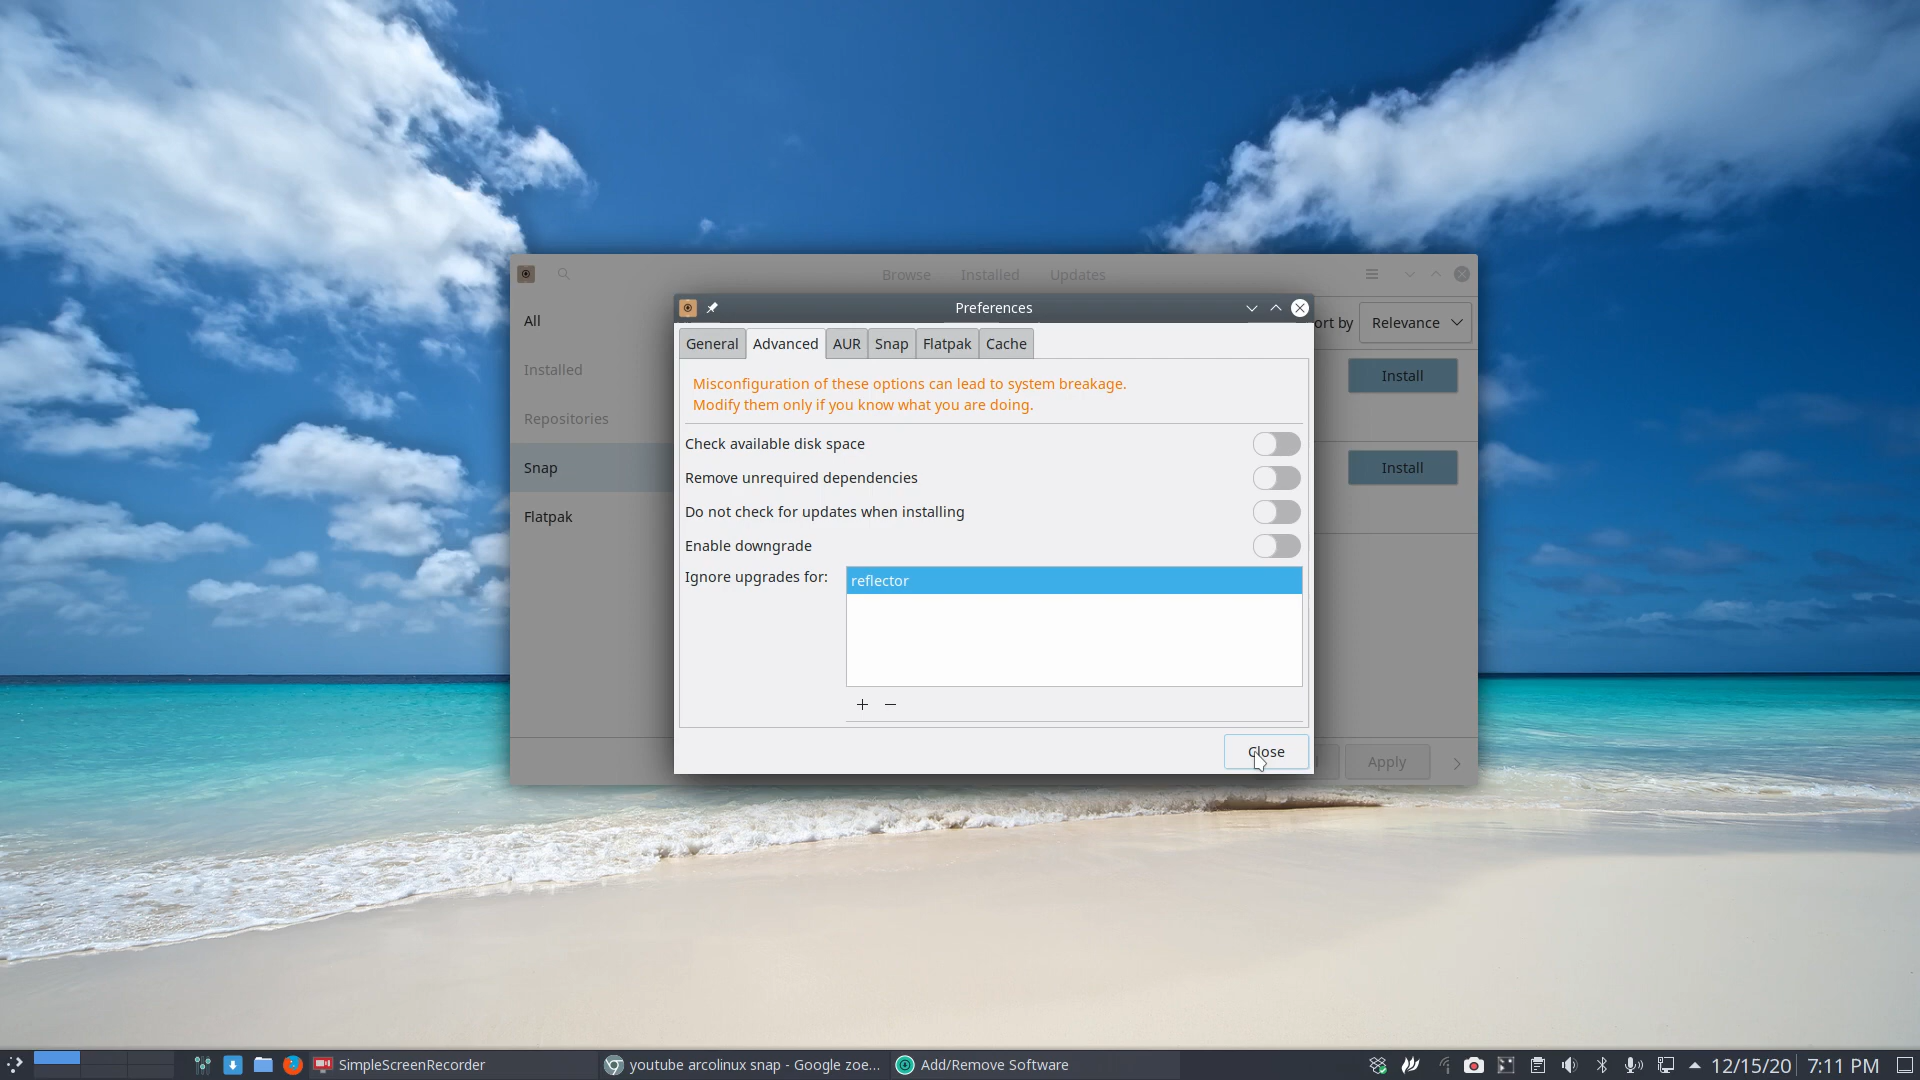 Browse Installed Updates
Preferences
All
Installed
Repositories
Snap
Flatpak
ort by Relevance
Install
Install
General Advanced AUR Snap Flatpak Cache
Misconfiguration of these options can lead to system breakage.
Modify them only if you know what you are doing.
Check available disk space
Remove unrequired dependencies
Do not check for updates when installing
Enable downgrade
Ignore upgrades for: reflector
Close
Apply
SimpleScreenRecorder
youtube arcolinux snap - Google zoe...
Add/Remove Software
12/15/20 7:11 PM